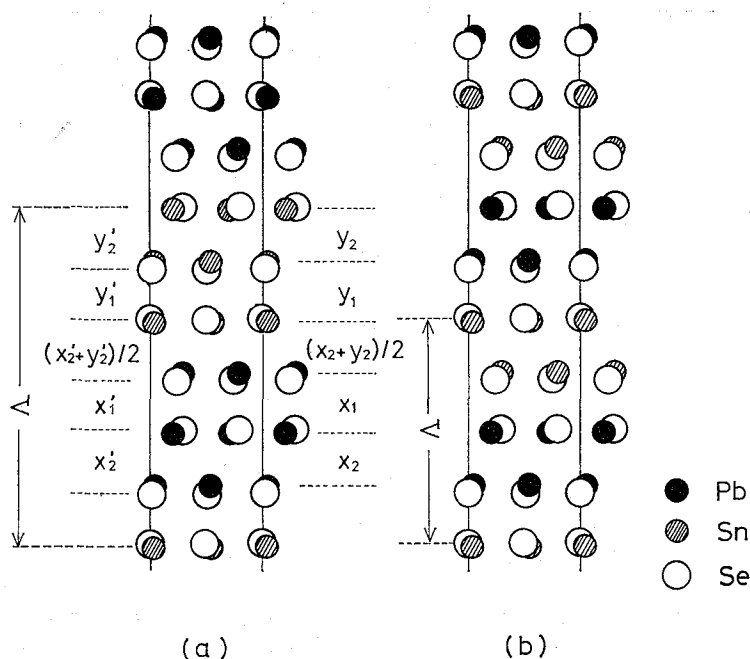 y₂′
y₂
y₁′
y₁
(x₂′+y₂′)/2
(x₂+y₂)/2
x₁′
x₁
x₂′
x₂
Λ
Λ
Pb
Sn
Se
(a)
(b)